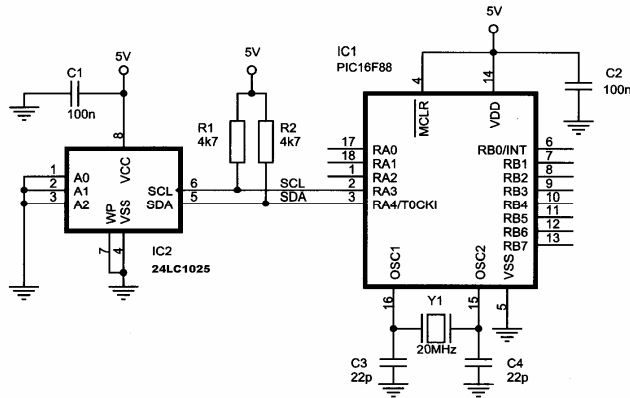 5V
IC1
PIC16F88
5V
5V
C1
100n
C2
100n
4
14
MCLR
VDD
8
VCC
R1
4k7
R2
4k7
17
RA0
18
RA1
1
RA2
2
RA3
3
RA4/T0CKI
RB0/INT
6
RB1
7
RB2
8
RB3
9
RB4
10
RB5
11
RB6
12
RB7
13
1
A0
2
A1
3
A2
SCL
6
SCL
SDA
5
SDA
WP
VSS
7
4
IC2
24LC1025
OSC1
OSC2
VSS
16
15
5
Y1
20MHz
C3
22p
C4
22p